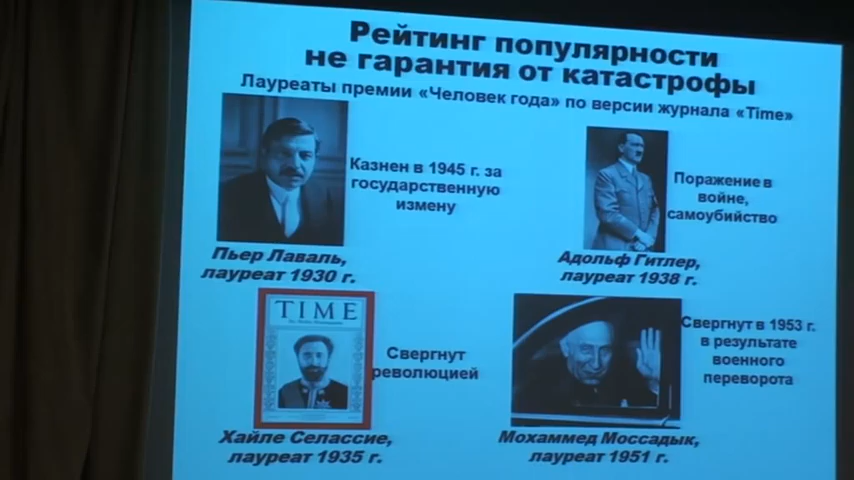 Рейтинг популярности
не гарантия от катастрофы
Лауреаты премии «Человек года» по версии журнала «Time»
Казнен в 1945 г. за
государственную
измену
Пьер Лаваль,
лауреат 1930 г.
Поражение в
войне,
самоубийство
Адольф Гитлер,
лауреат 1938 г.
TIME
Свергнут
революцией
Хайле Селассие,
лауреат 1935 г.
Свергнут в 1953 г.
в результате
военного
переворота
Мохаммед Моссадык,
лауреат 1951 г.